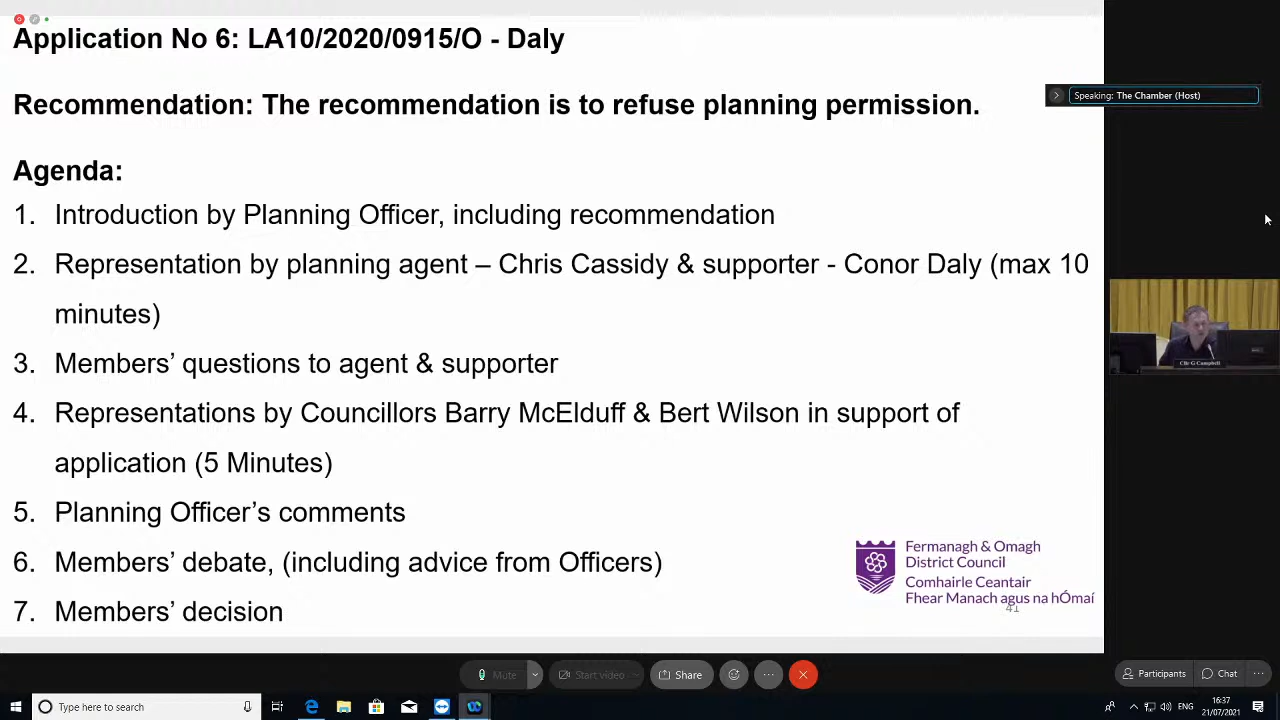 Application No 6: LA10/2020/0915/O - Daly
Recommendation: The recommendation is to refuse planning permission.
Speaking: The Chamber (Host)
Agenda:
1. Introduction by Planning Officer, including recommendation
2. Representation by planning agent – Chris Cassidy & supporter - Conor Daly (max 10
minutes)
3. Members’ questions to agent & supporter
Cllr G Campbell
4. Representations by Councillors Barry McElduff & Bert Wilson in support of
application (5 Minutes)
5. Planning Officer’s comments
6. Members’ debate, (including advice from Officers)
7. Members’ decision
Fermanagh & Omagh
District Council
Comhairle Ceantair
Fhear Manach agus na hÓmaí
41
Mute
Start video
Share
Participants
Chat
Type here to search
ENG
16:37
21/07/2021